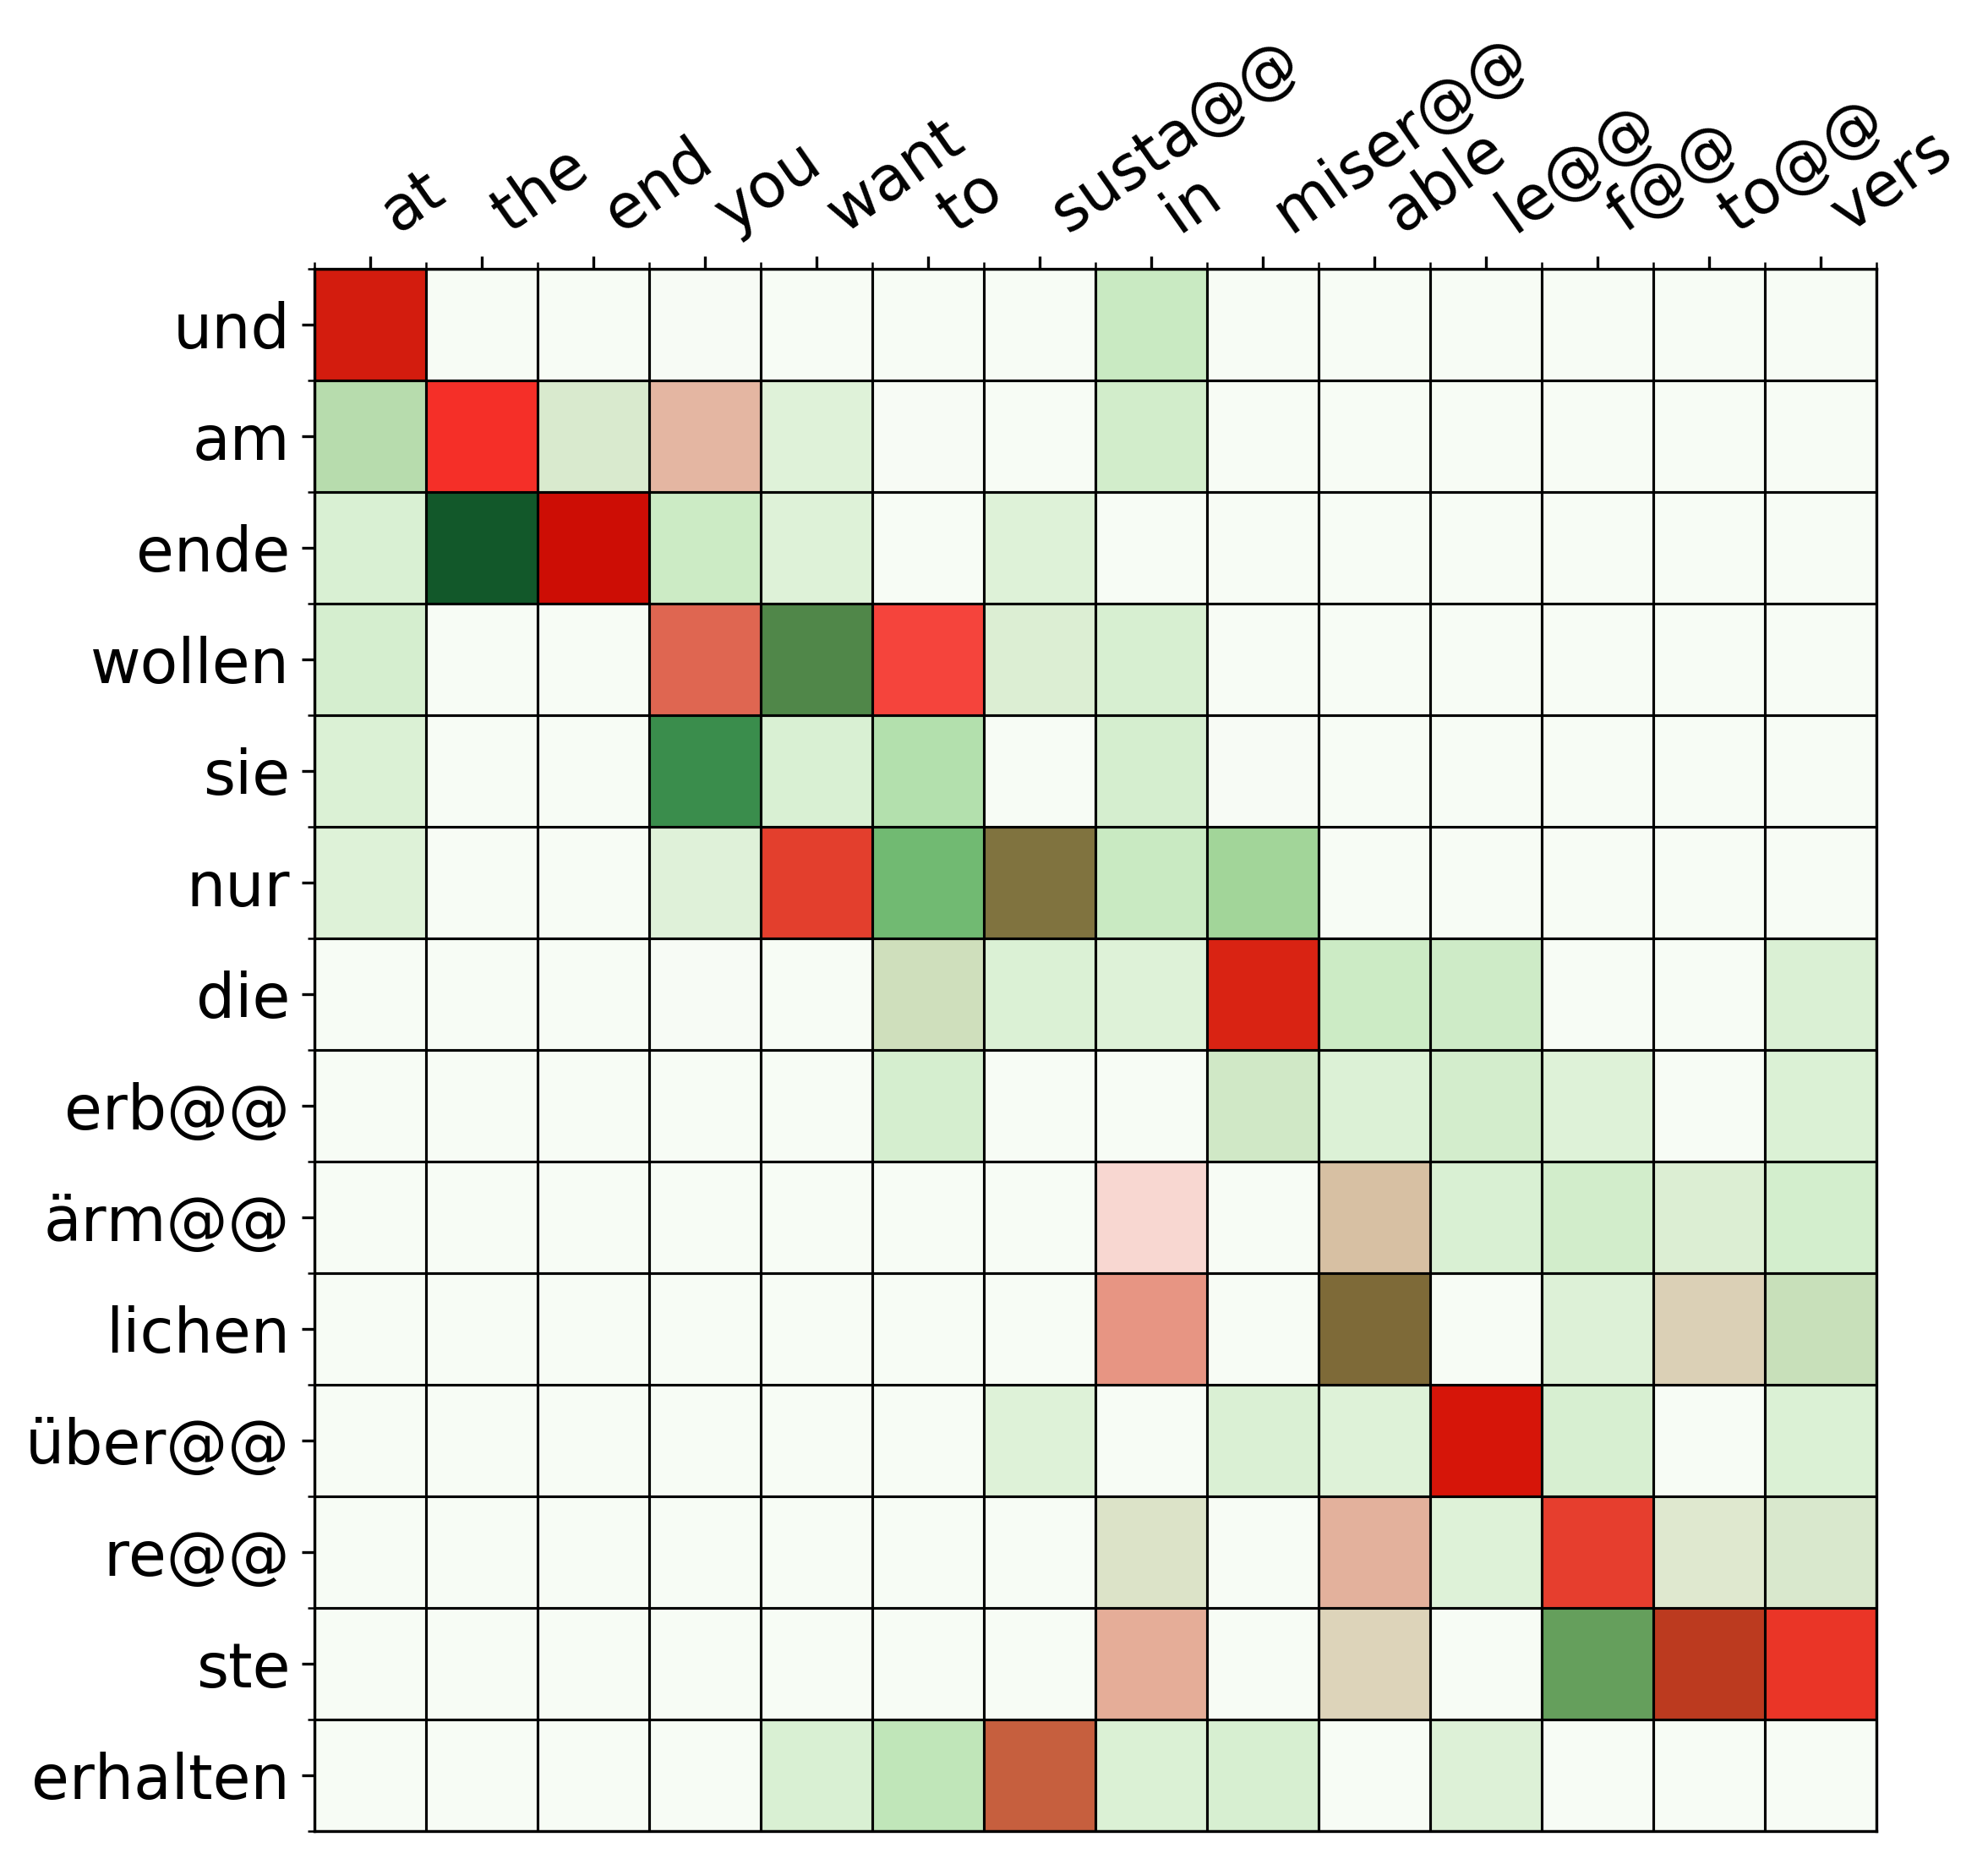 at the end you want to susta@@ in miser@@ able le@@ f@@ to@@ vers
und
am
ende
wollen
sie
nur
die
erb@@
ärm@@
lichen
über@@
re@@
ste
erhalten